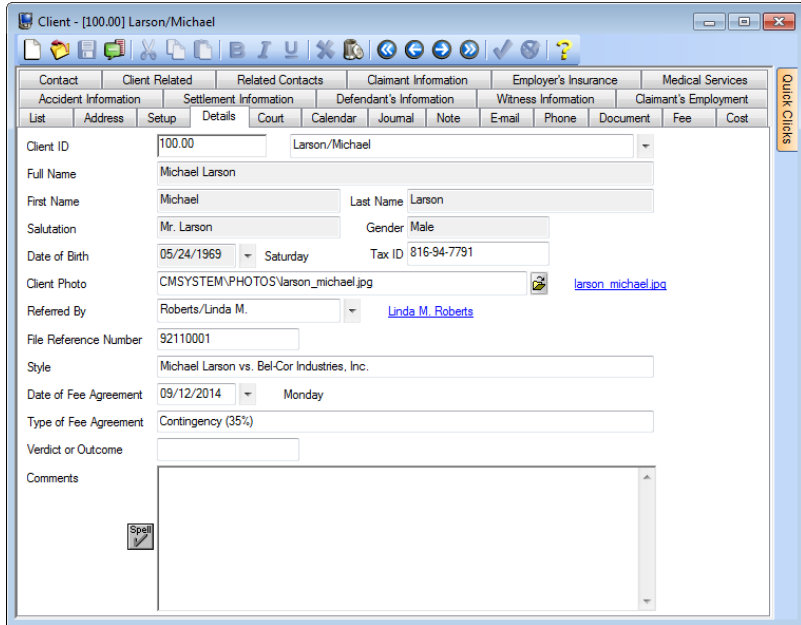 Client - [100.00] Larson/Michael
B I U ?
Contact Client Related Related Contacts Claimant Information Employer's Insurance Medical Services
Accident Information Settlement Information Defendant's Information Witness Information Claimant's Employment
List Address Setup Details Court Calendar Journal Note E-mail Phone Document Fee Cost
Quick Clicks
Client ID 100.00 Larson/Michael
Full Name Michael Larson
First Name Michael Last Name Larson
Salutation Mr. Larson Gender Male
Date of Birth 05/24/1969 Saturday Tax ID 816-94-7791
Client Photo CMSYSTEM\PHOTOS\larson_michael.jpg larson_michael.jpg
Referred By Roberts/Linda M. Linda M. Roberts
File Reference Number 92110001
Style Michael Larson vs. Bel-Cor Industries, Inc.
Date of Fee Agreement 09/12/2014 Monday
Type of Fee Agreement Contingency (35%)
Verdict or Outcome
Comments
Spell